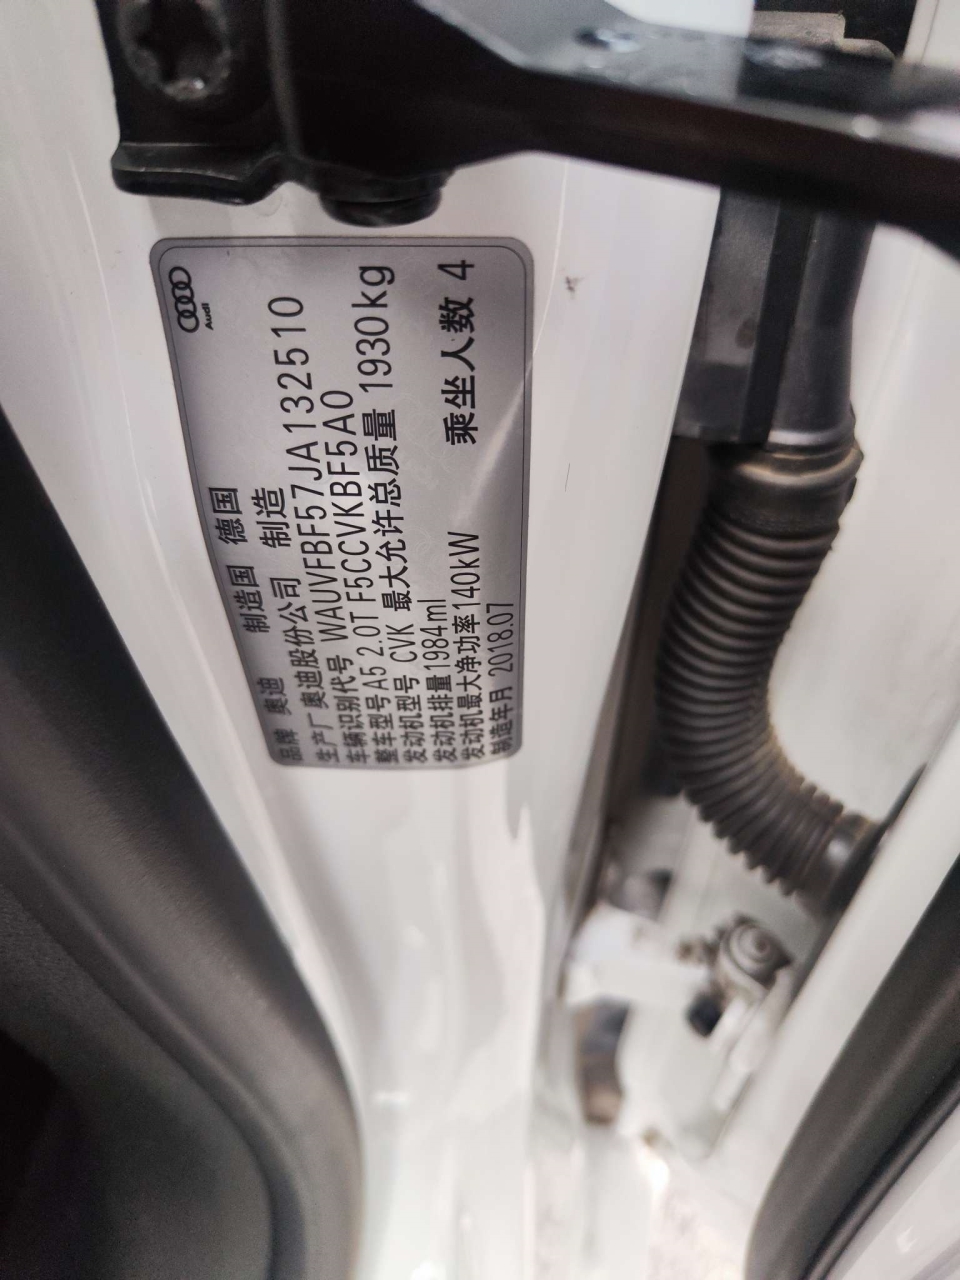 Audi
品牌 奥迪 制造国 德国
生产厂 奥迪股份公司 制造
车辆识别代号 WAUVFBF57JA132510
整车型号 A5 2.0T F5CCVKBF5A0
发动机型号 CVK 最大允许总质量 1930kg
发动机排量 1984ml
发动机最大净功率 140kW 乘坐人数 4
制造年月 2018.07